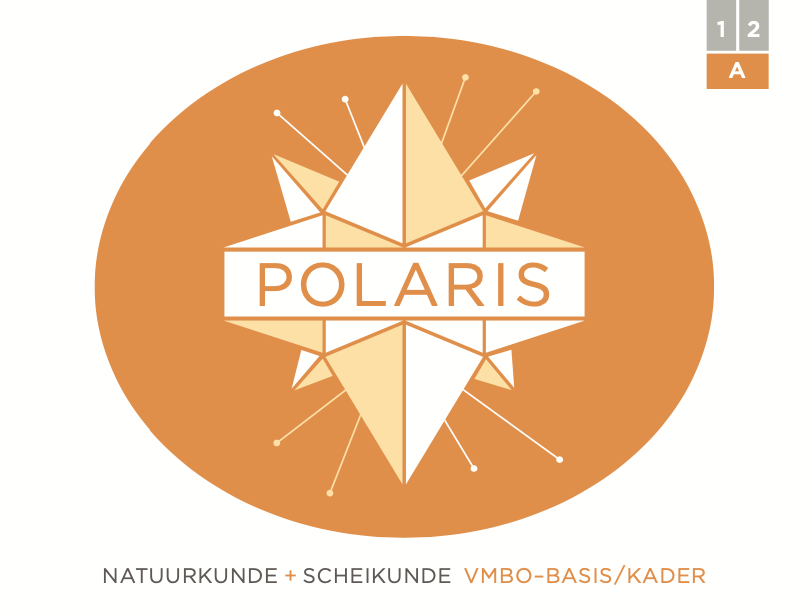 1 2
A
POLARIS
NATUURKUNDE + SCHEIKUNDE VMBO–BASIS/KADER